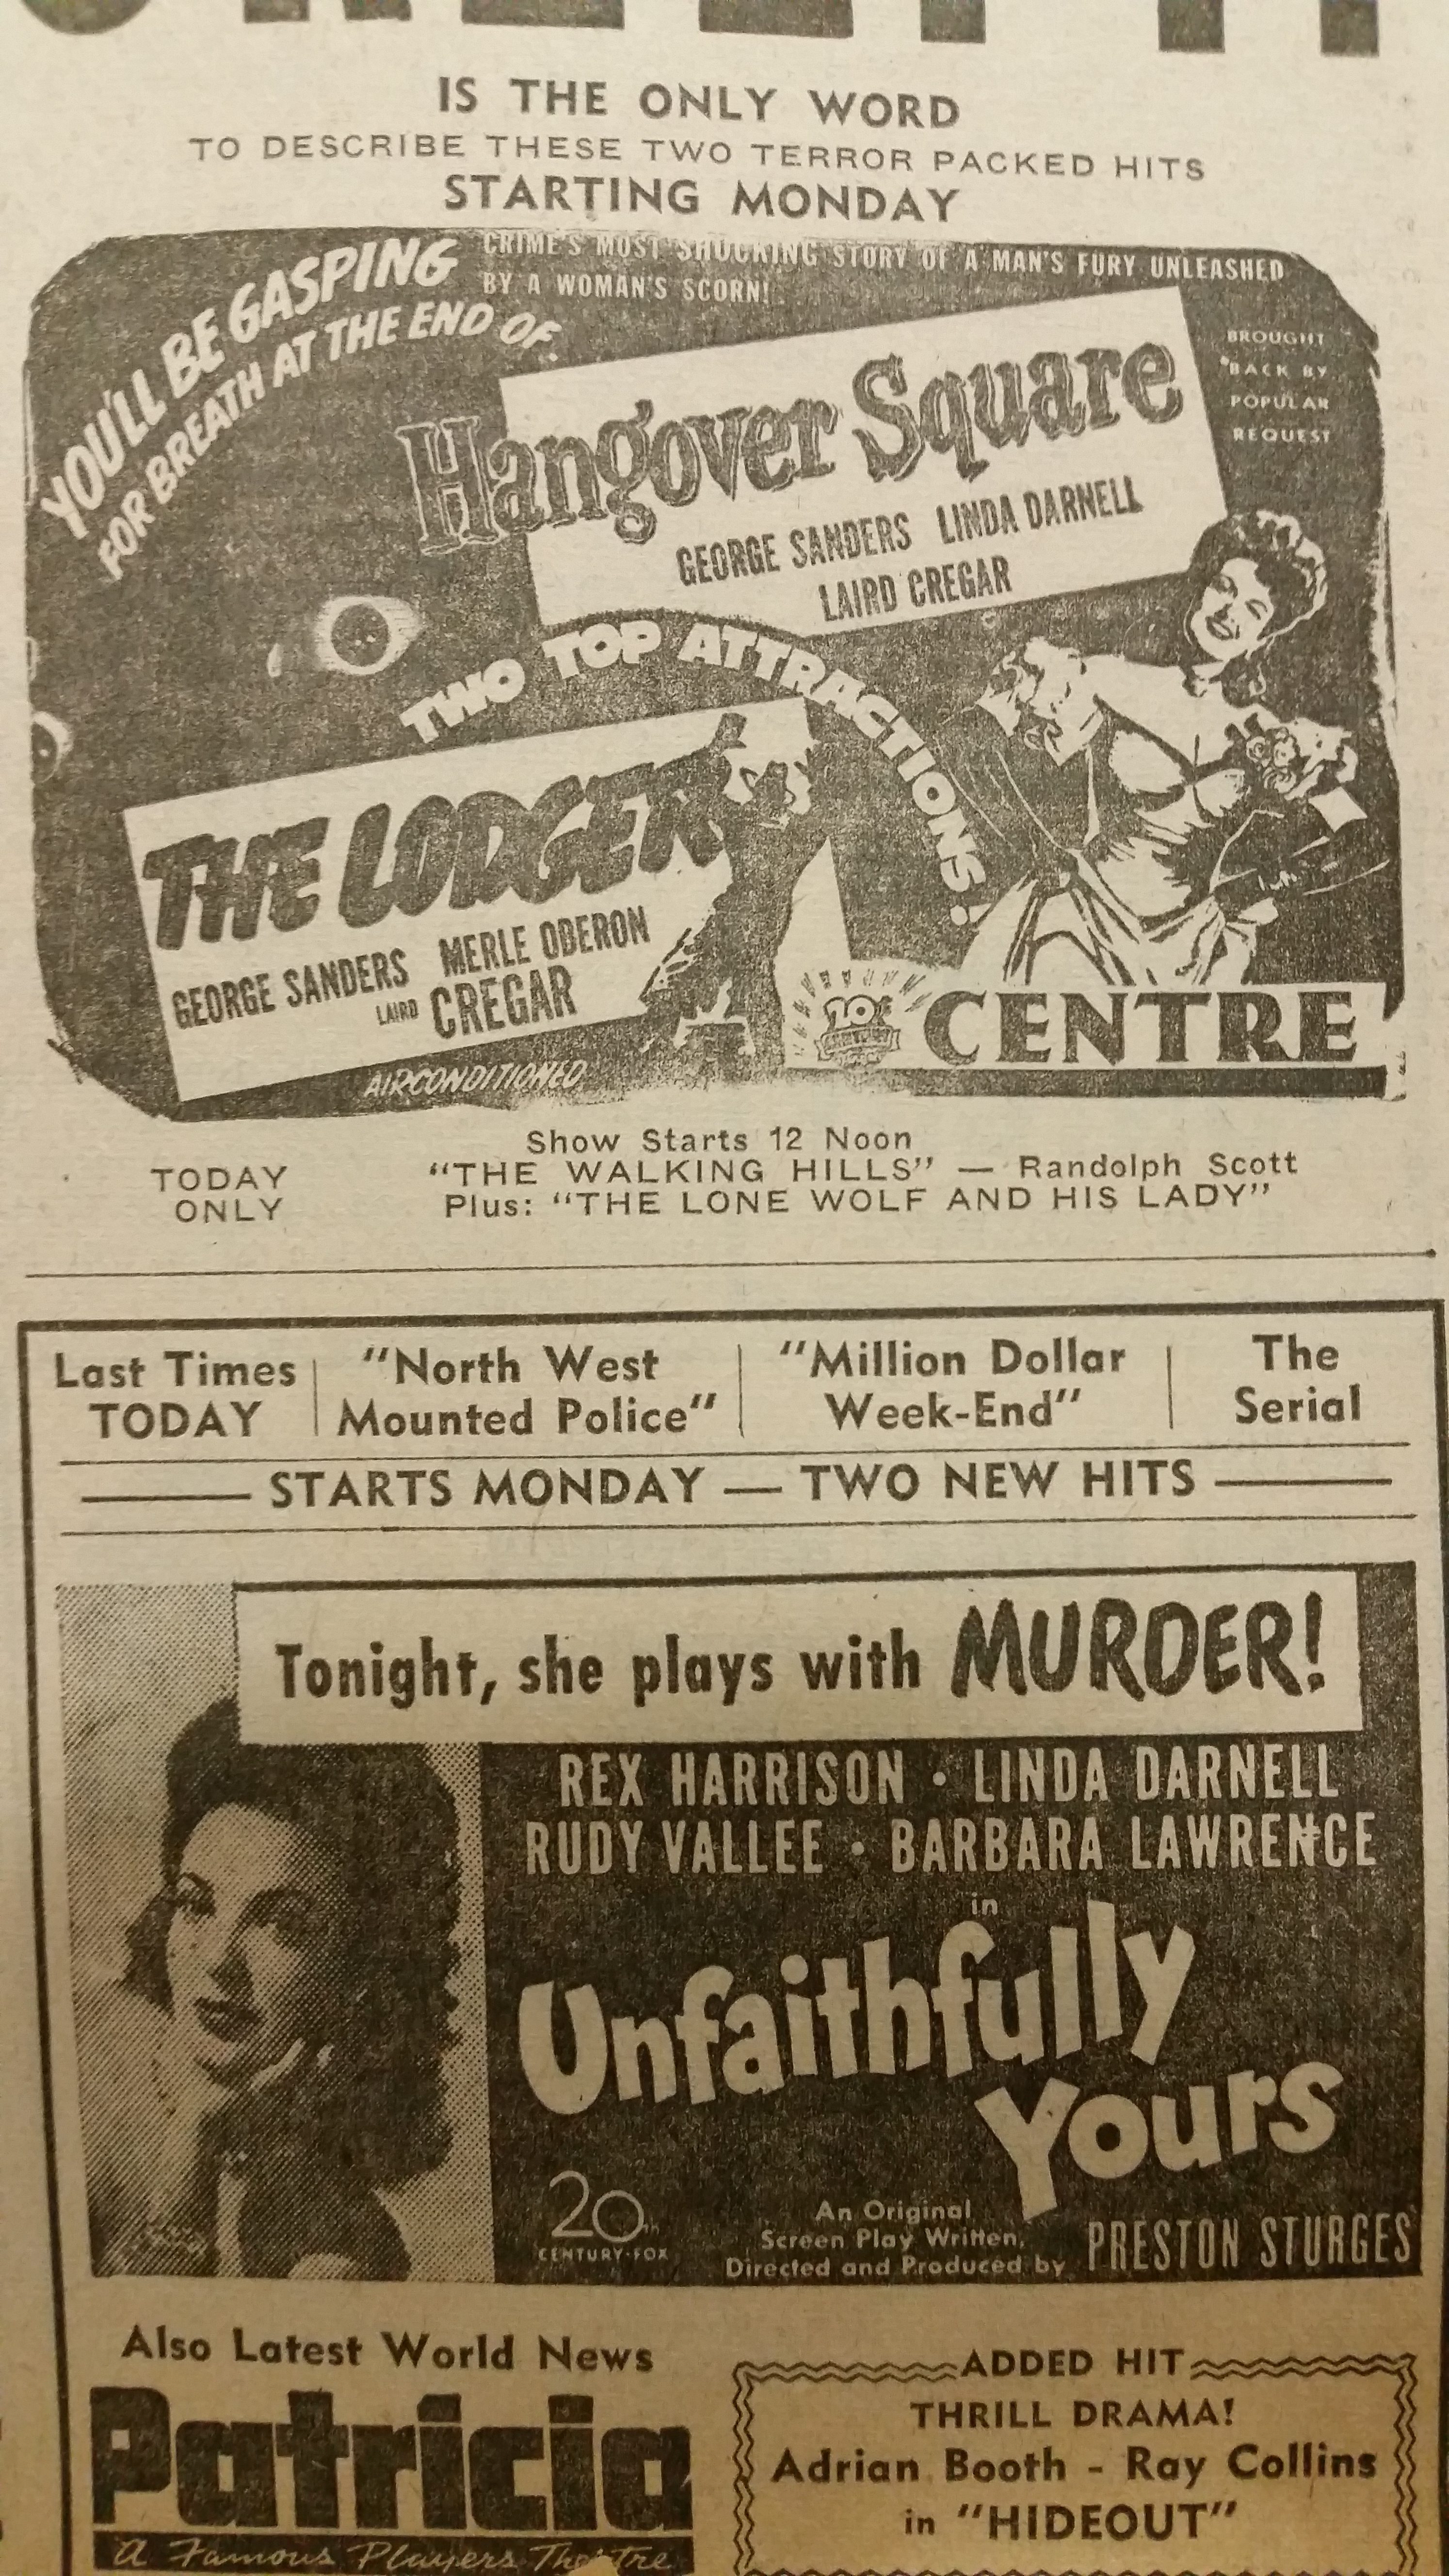 IS THE ONLY WORD
TO DESCRIBE THESE TWO TERROR PACKED HITS
STARTING MONDAY
YOU'LL BE GASPING
FOR BREATH AT THE END OF..
CRIME'S MOST SHOCKING STORY OF A MAN'S FURY UNLEASHED
BY A WOMAN'S SCORN!
BROUGHT
BACK BY
POPULAR
REQUEST
Hangover Square
GEORGE SANDERS LINDA DARNELL
LAIRD CREGAR
TWO TOP ATTRACTIONS!
THE LODGER
GEORGE SANDERS MERLE OBERON
LAIRD CREGAR
AIRCONDITIONED
CENTRE
Show Starts 12 Noon
TODAY
ONLY
"THE WALKING HILLS" — Randolph Scott
Plus: "THE LONE WOLF AND HIS LADY"
Last Times
TODAY
"North West
Mounted Police"
"Million Dollar
Week-End"
The
Serial
STARTS MONDAY — TWO NEW HITS
Tonight, she plays with MURDER!
REX HARRISON · LINDA DARNELL
RUDY VALLEE · BARBARA LAWRENCE
in
Unfaithfully
Yours
20th
CENTURY-FOX
An Original
Screen Play Written,
Directed and Produced by PRESTON STURGES
Also Latest World News
Patricia
A Famous Players Theatre
ADDED HIT
THRILL DRAMA!
Adrian Booth - Ray Collins
in "HIDEOUT"